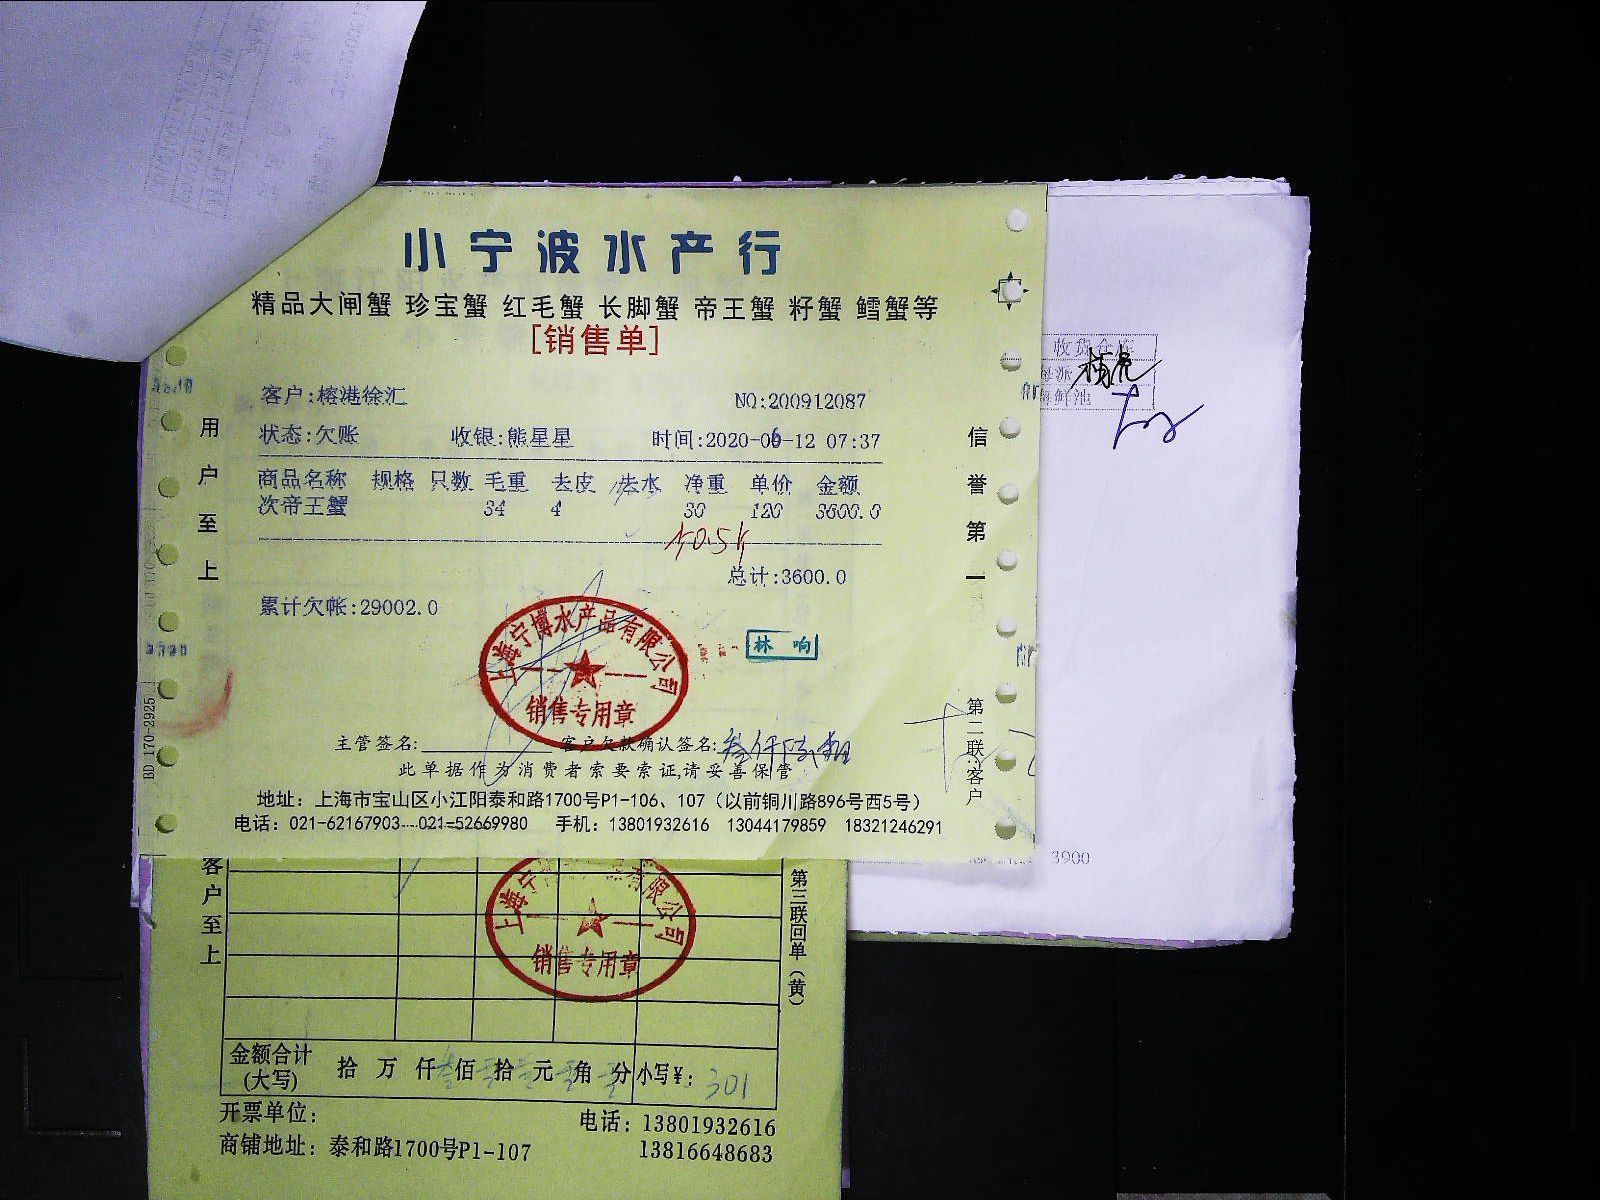 小宁波水产行
精品大闸蟹 珍宝蟹 红毛蟹 长脚蟹 帝王蟹 籽蟹 鳕蟹等
[销售单]
客户:榕港徐汇 NO:200912087
状态:欠账 收银:熊星星 时间:2020-06-12 07:37
商品名称 规格 只数 毛重 去皮 去水 净重 单价 金额
次帝王蟹 34 4 30 120 3600.0
总计:3600.0
累计欠帐:29002.0
上海宁博水产品有限公司
销售专用章
林响
主管签名: 客户欠款确认签名:
此单据作为消费者索要索证,请妥善保管
地址：上海市宝山区小江阳泰和路1700号P1-106、107（以前铜川路896号西5号）
电话：021-62167903 021-52669980 手机：13801932616 13044179859 18321246291
用户至上
信誉第一
第二联:客户
BD 170-2925
收货仓库
海鲜池
3900
客户至上
第三联回单（黄）
上海宁 有限公司
销售专用章
金额合计(大写) 拾 万 仟 佰 拾 元 角 分 小写¥: 301
开票单位: 电话: 13801932616
商铺地址: 泰和路1700号P1-107 13816648683